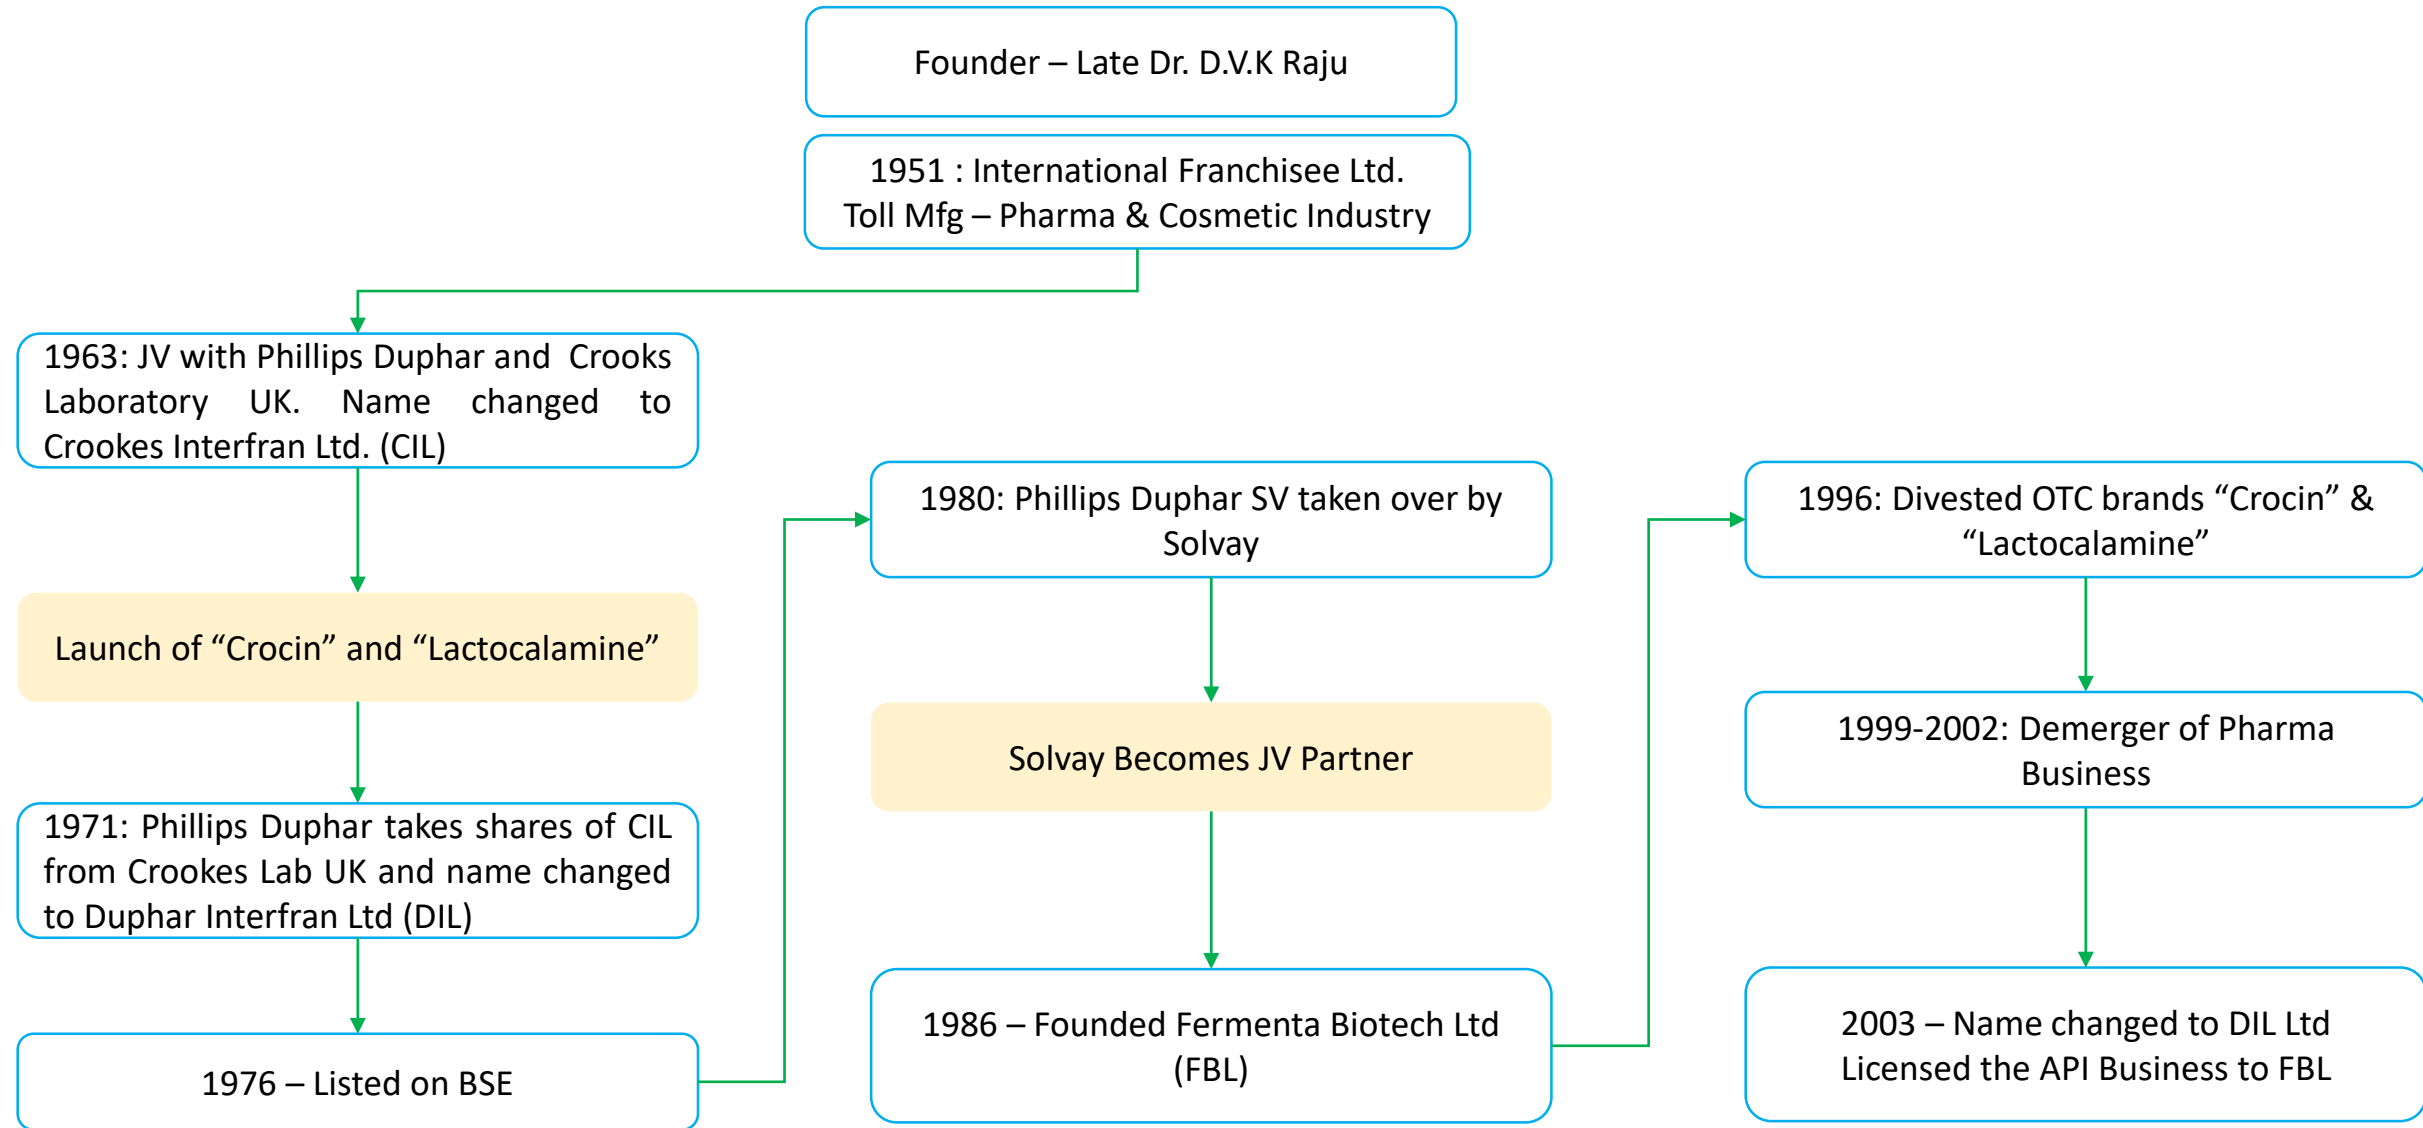 Founder – Late Dr. D.V.K Raju
1951 : International Franchisee Ltd.
Toll Mfg – Pharma & Cosmetic Industry
1963: JV with Phillips Duphar and Crooks
Laboratory UK. Name changed to
Crookes Interfran Ltd. (CIL)
Launch of “Crocin” and “Lactocalamine”
1971: Phillips Duphar takes shares of CIL
from Crookes Lab UK and name changed
to Duphar Interfran Ltd (DIL)
1976 – Listed on BSE
1980: Phillips Duphar SV taken over by
Solvay
Solvay Becomes JV Partner
1986 – Founded Fermenta Biotech Ltd
(FBL)
1996: Divested OTC brands “Crocin” &
“Lactocalamine”
1999-2002: Demerger of Pharma
Business
2003 – Name changed to DIL Ltd
Licensed the API Business to FBL